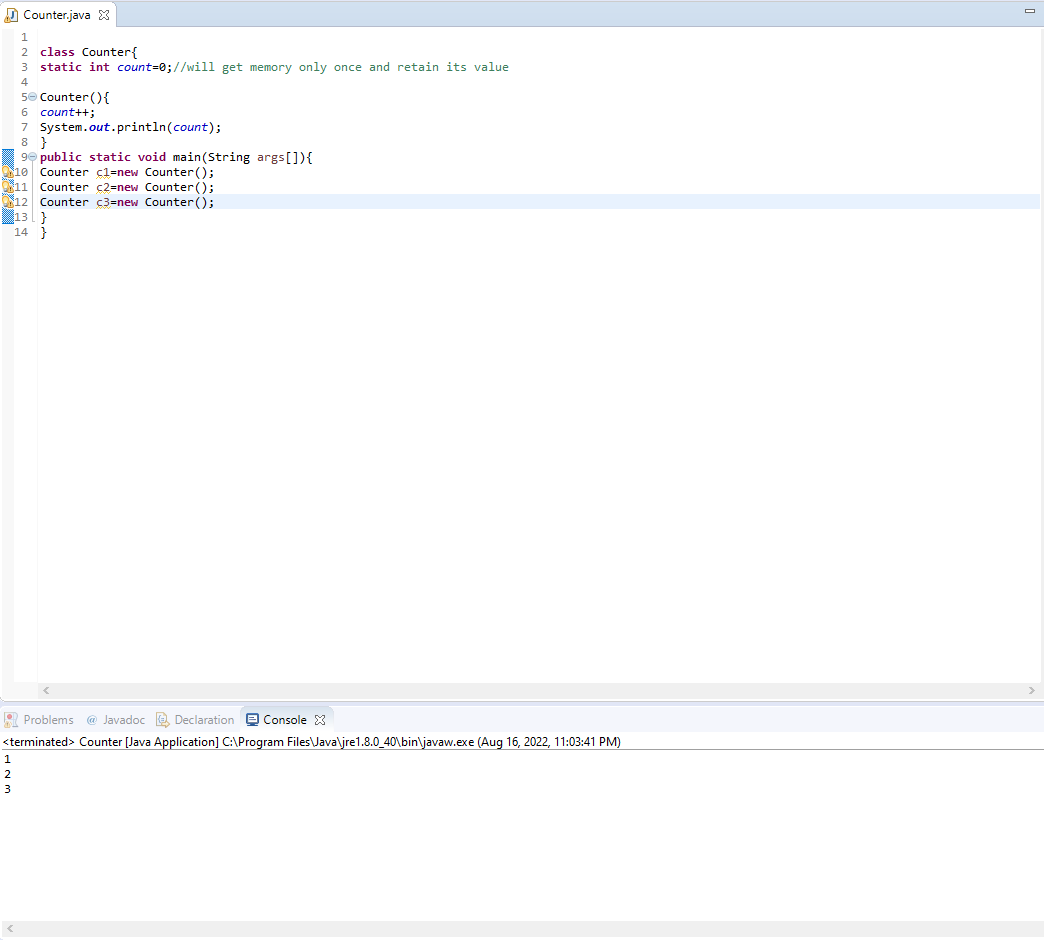 Counter.java
1
2 class Counter{
3 static int count=0;//will get memory only once and retain its value
4
5 Counter(){
6 count++;
7 System.out.println(count);
8 }
9 public static void main(String args[]){
10 Counter c1=new Counter();
11 Counter c2=new Counter();
12 Counter c3=new Counter();
13 }
14 }
Problems @ Javadoc Declaration Console
<terminated> Counter [Java Application] C:\Program Files\Java\jre1.8.0_40\bin\javaw.exe (Aug 16, 2022, 11:03:41 PM)
1
2
3